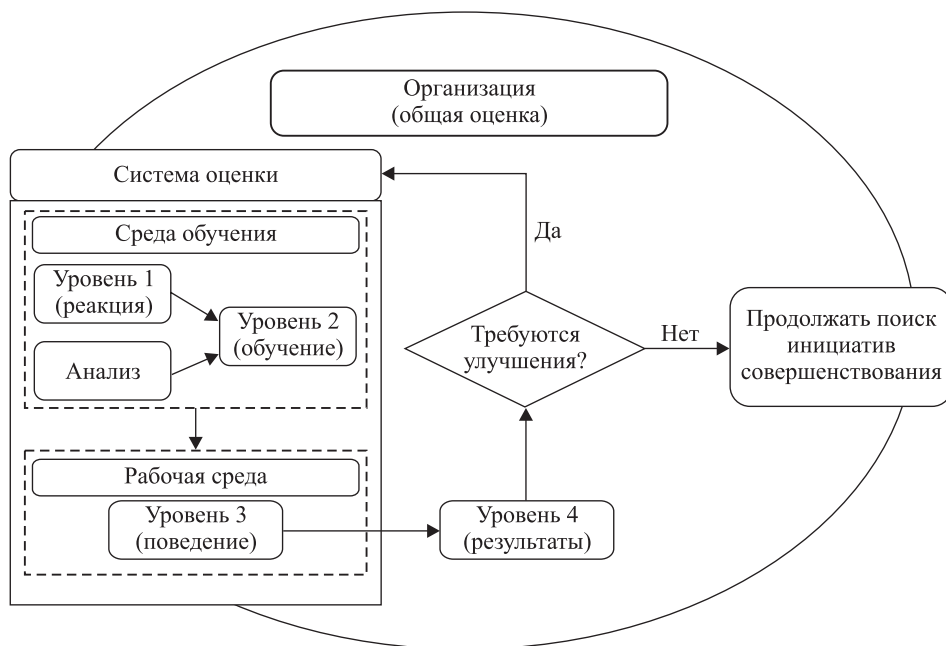 Организация
(общая оценка)
Система оценки
Среда обучения
Уровень 1
(реакция)
Уровень 2
(обучение)
Анализ
Рабочая среда
Уровень 3
(поведение)
Уровень 4
(результаты)
Требуются
улучшения?
Да
Нет
Продолжать поиск
инициатив
совершенствования